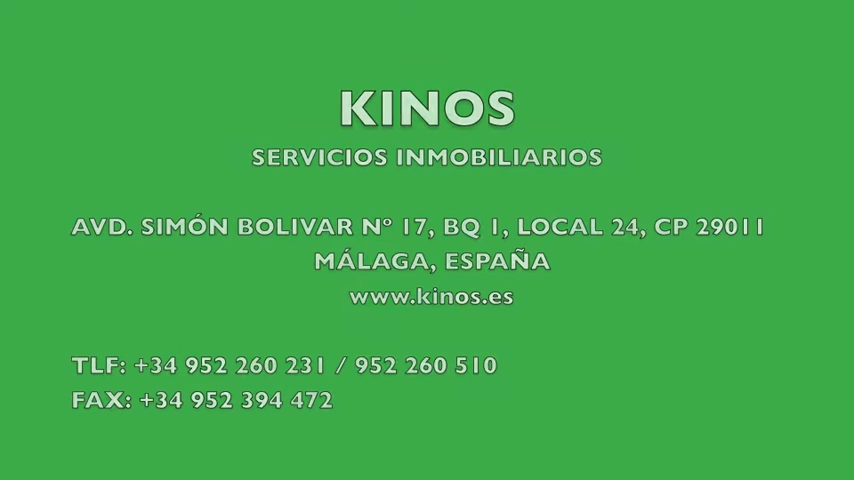 KINOS
SERVICIOS INMOBILIARIOS
AVD. SIMÓN BOLIVAR Nº 17, BQ 1, LOCAL 24, CP 29011
MÁLAGA, ESPAÑA
www.kinos.es
TLF: +34 952 260 231 / 952 260 510
FAX: +34 952 394 472